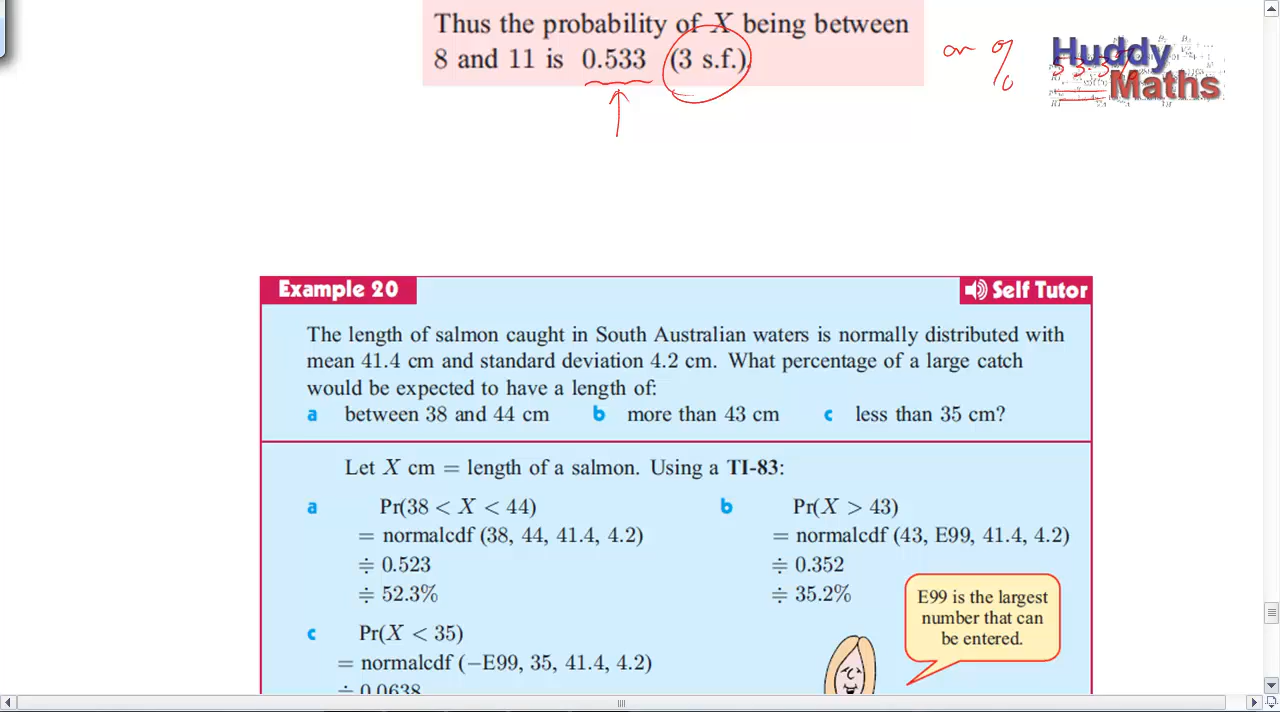 Thus the probability of X being between
8 and 11 is 0.533 (3 s.f.).
or %
53.3%
Huddy
Maths
Example 20
Self Tutor
The length of salmon caught in South Australian waters is normally distributed with
mean 41.4 cm and standard deviation 4.2 cm. What percentage of a large catch
would be expected to have a length of:
a between 38 and 44 cm b more than 43 cm c less than 35 cm?
Let X cm = length of a salmon. Using a TI-83:
a Pr(38 < X < 44)
= normalcdf (38, 44, 41.4, 4.2)
≑ 0.523
≑ 52.3%
b Pr(X > 43)
= normalcdf (43, E99, 41.4, 4.2)
≑ 0.352
≑ 35.2%
E99 is the largest
number that can
be entered.
c Pr(X < 35)
= normalcdf (−E99, 35, 41.4, 4.2)
≑ 0.0638